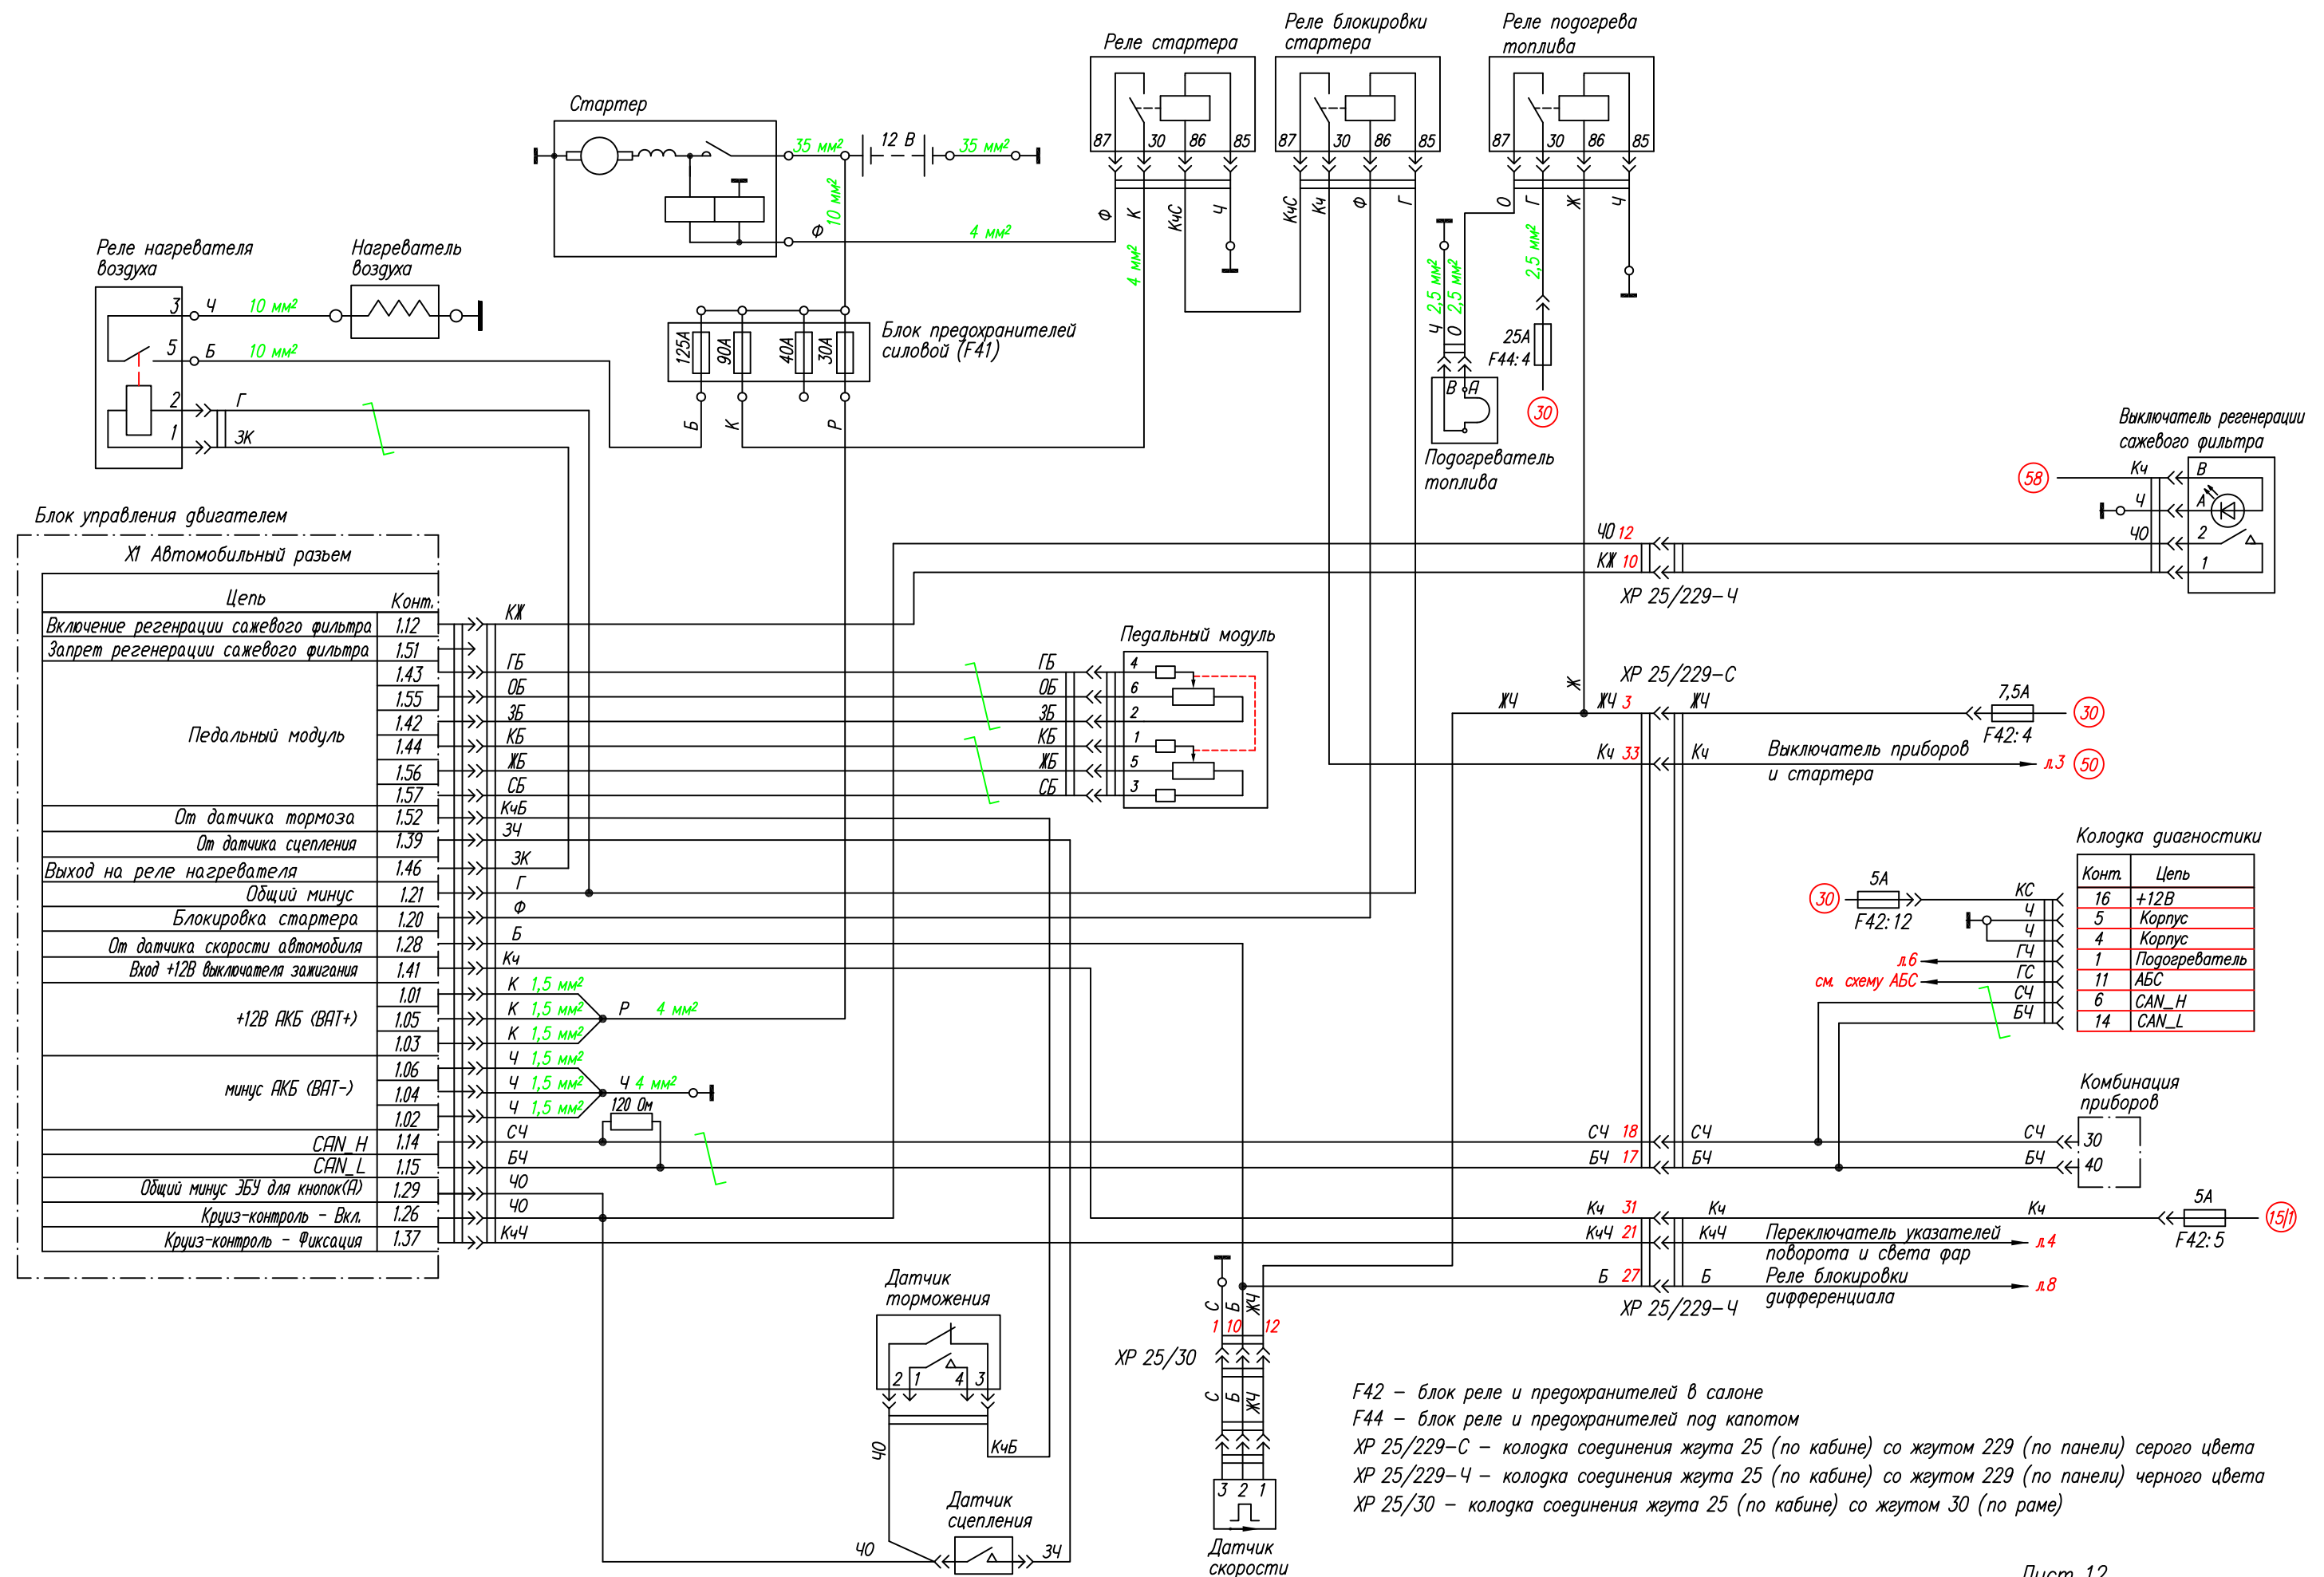 Реле стартера
Реле блокировки
стартера
Реле подогрева
топлива
87 30 86 85
87 30 86 85
87 30 86 85
Стартер
35 мм²
12 В
35 мм²
10 мм²
Ф
4 мм²
Ф
К
КчС
Ч
КчС
Кч
Ф
Г
О
Г
Ж
Ч
4 мм²
2,5 мм²
2,5 мм²
2,5 мм²
Ч
О
25А
F44:4
30
В А
Подогреватель
топлива
Реле нагревателя
воздуха
Нагреватель
воздуха
3 Ч 10 мм²
5 Б 10 мм²
2 Г
1 ЗК
125А
90А
40А
30А
Блок предохранителей
силовой (F41)
Б
К
Р
Выключатель регенерации
сажевого фильтра
58
Кч В
Ч А
ЧО 2
1
ЧО 12
КЖ 10
ХР 25/229-Ч
Блок управления двигателем
Х1 Автомобильный разьем
Цепь Конт.
Включение регенрации сажевого фильтра 1.12 КЖ
Запрет регенерации сажевого фильтра 1.51
Педальный модуль
1.43 ГБ
1.55 ОБ
1.42 ЗБ
1.44 КБ
1.56 ЖБ
1.57 СБ
От датчика тормоза 1.52 КчБ
От датчика сцепления 1.39 ЗЧ
Выход на реле нагревателя 1.46 ЗК
Общий минус 1.21 Г
Блокировка стартера 1.20 Ф
От датчика скорости автомобиля 1.28 Б
Вход +12В выключателя зажигания 1.41 Кч
+12В АКБ (ВАТ+)
1.01 К 1,5 мм²
1.05 К 1,5 мм² Р 4 мм²
1.03 К 1,5 мм²
минус АКБ (ВАТ-)
1.06 Ч 1,5 мм²
1.04 Ч 1,5 мм² Ч 4 мм²
1.02 Ч 1,5 мм²
120 Ом
CAN_H 1.14 СЧ
CAN_L 1.15 БЧ
Общий минус ЭБУ для кнопок(А) 1.29 ЧО
Круиз-контроль - Вкл. 1.26 ЧО
Круиз-контроль - Фиксация 1.37 КчЧ
Педальный модуль
ГБ 4
ОБ 6
ЗБ 2
КБ 1
ЖБ 5
СБ 3
Ж
ХР 25/229-С
ЖЧ ЖЧ 3 ЖЧ
7,5А
F42:4
30
Кч 33 Кч
Выключатель приборов
и стартера
л.3 50
Колодка диагностики
Конт. Цепь
16 +12В
5 Корпус
4 Корпус
1 Подогреватель
11 АБС
6 CAN_H
14 CAN_L
30
5А
F42:12
КС
Ч
Ч
л.6 ГЧ
см. схему АБС ГС
СЧ
БЧ
Комбинация
приборов
СЧ 18 СЧ СЧ 30
БЧ 17 БЧ БЧ 40
Кч 31 Кч Кч
5А
F42:5
15/1
КчЧ 21 КчЧ
Переключатель указателей
поворота и света фар
л.4
Б 27 Б
Реле блокировки
дифференциала
л.8
ХР 25/229-Ч
Датчик
торможения
2 1 4 3
ЧО
КчБ
Датчик
сцепления
ЧО
ЗЧ
С Б ЖЧ
1 10 12
ХР 25/30
С Б ЖЧ
3 2 1
Датчик
скорости
F42 – блок реле и предохранителей в салоне
F44 – блок реле и предохранителей под капотом
ХР 25/229-С – колодка соединения жгута 25 (по кабине) со жгутом 229 (по панели) серого цвета
ХР 25/229-Ч – колодка соединения жгута 25 (по кабине) со жгутом 229 (по панели) черного цвета
ХР 25/30 – колодка соединения жгута 25 (по кабине) со жгутом 30 (по раме)
Лист 12